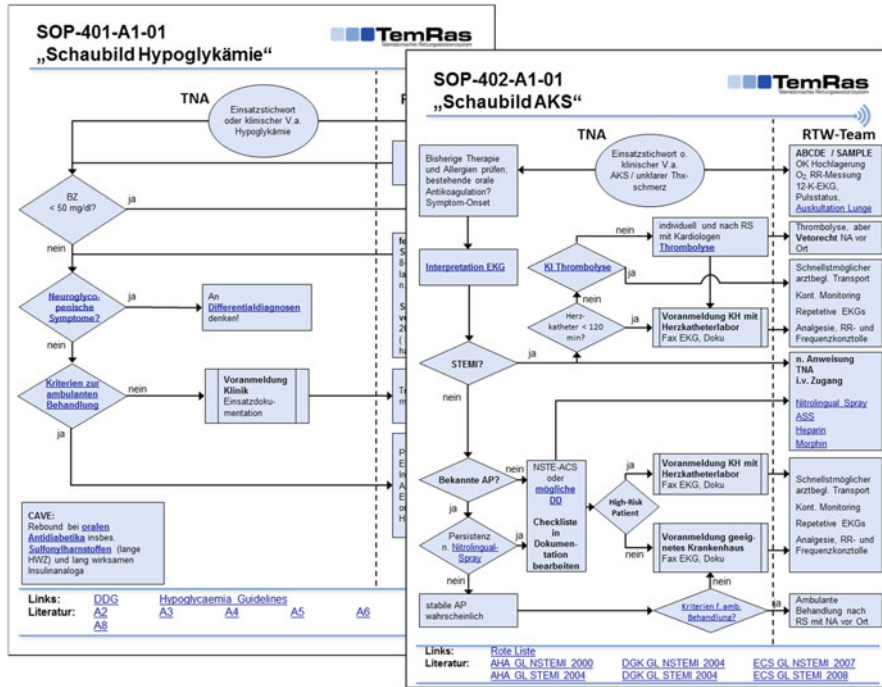 SOP-401-A1-01
„Schaubild Hypoglykämie“
TemRas
Telemedizinisches Rettungsassistenzsystem
TNA
Einsatzstichwort
oder klinischer V.a.
Hypoglykämie
BZ
< 50 mg/dl?
ja
nein
Neuroglyco-
penische
Symptome?
ja
An
Differentialdiagnosen
denken!
nein
Kriterien zur
ambulanten
Behandlung
nein
Voranmeldung
Klinik
Einsatzdoku-
mentation
ja
CAVE:
Rebound bei oralen
Antidiabetika insbes.
Sulfonylharnstoffen (lange
HWZ) und lang wirksamen
Insulinanaloga
Links: DDG Hypoglycaemia Guidelines
Literatur: A2 A3 A4 A5 A6
A8
SOP-402-A1-01
„Schaubild AKS“
TemRas
Telemedizinisches Rettungsassistenzsystem
TNA
RTW-Team
Bisherige Therapie
und Allergien prüfen;
bestehende orale
Antikoagulation?
Symptom-Onset
Einsatzstichwort o.
klinischer V.a.
AKS / unklarer Thx-
schmerz
ABCDE / SAMPLE
OK Hochlagerung
O2, RR-Messung
12-K-EKG,
Pulsstatus,
Auskultation Lunge
nein
individuell und nach RS
mit Kardiologen
Thrombolyse
Thrombolyse, aber
Vetorecht NA vor
Ort
Interpretation EKG
KI Thrombolyse
ja
Schnellstmöglicher
arztbegl. Transport
Kont. Monitoring
Repetetive EKGs
Analgesie, RR- und
Frequenzkonztolle
nein
Herz-
katheter < 120
min?
ja
Voranmeldung KH mit
Herzkatheterlabor
Fax EKG, Doku
STEMI?
ja
n. Anweisung
TNA
i.v. Zugang
Nitrolingual Spray
ASS
Heparin
Morphin
nein
Bekannte AP?
nein
NSTE-ACS
oder
mögliche
DD
Checkliste
in
Dokumen-
tation
bearbeiten
High-Risk
Patient
ja
Voranmeldung KH mit
Herzkatheterlabor
Fax EKG, Doku
Schnellstmöglicher
arztbegl. Transport
Kont. Monitoring
Repetetive EKGs
Analgesie, RR- und
Frequenzkonztolle
ja
Persistenz
n. Nitrolingual-
Spray
ja
nein
Voranmeldung geeig-
netes Krankenhaus
Fax EKG, Doku
nein
nein
stabile AP
wahrscheinlich
Kriterien f. amb.
Behandlung?
ja
Ambulante
Behandlung nach
RS mit NA vor Ort
Links: Rote Liste
Literatur: AHA GL NSTEMI 2000 DGK GL NSTEMI 2004 ECS GL NSTEMI 2007
AHA GL STEMI 2004 DGK GL STEMI 2004 ECS GL STEMI 2008